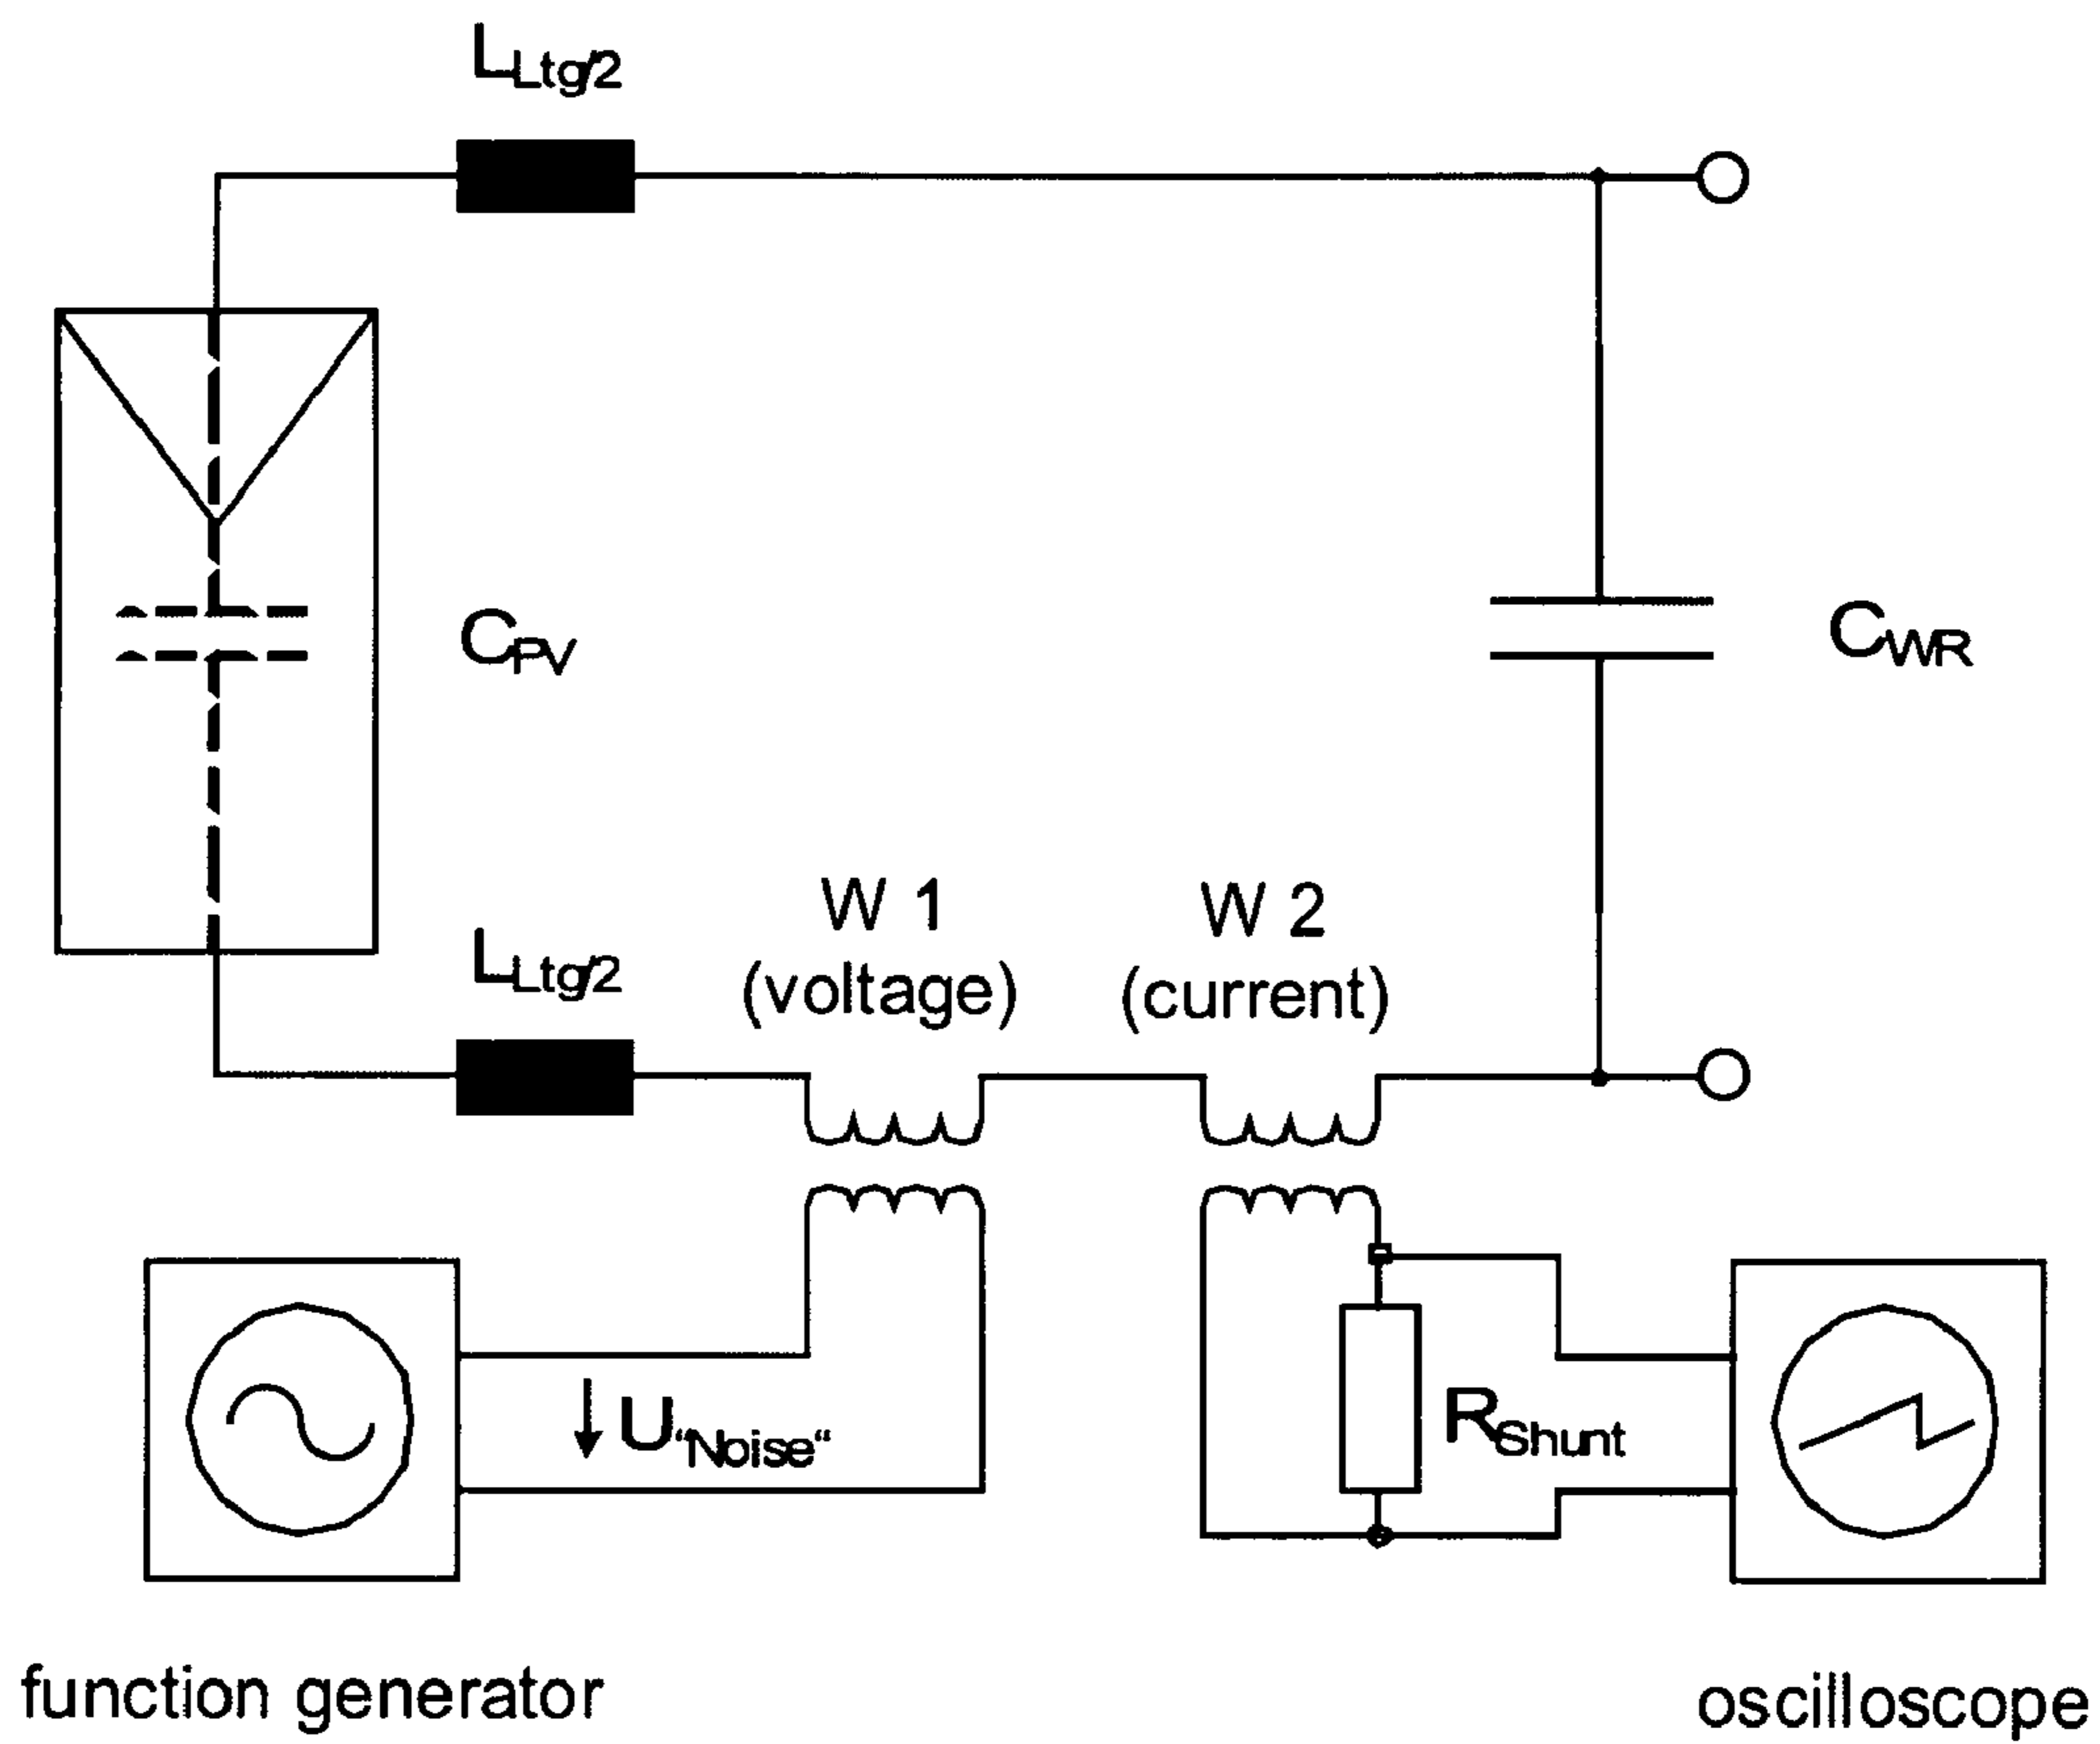 LLtg/2
CPV
CWR
W 1
(voltage)
W 2
(current)
LLtg/2
U“Noise“
RShunt
function generator
oscilloscope